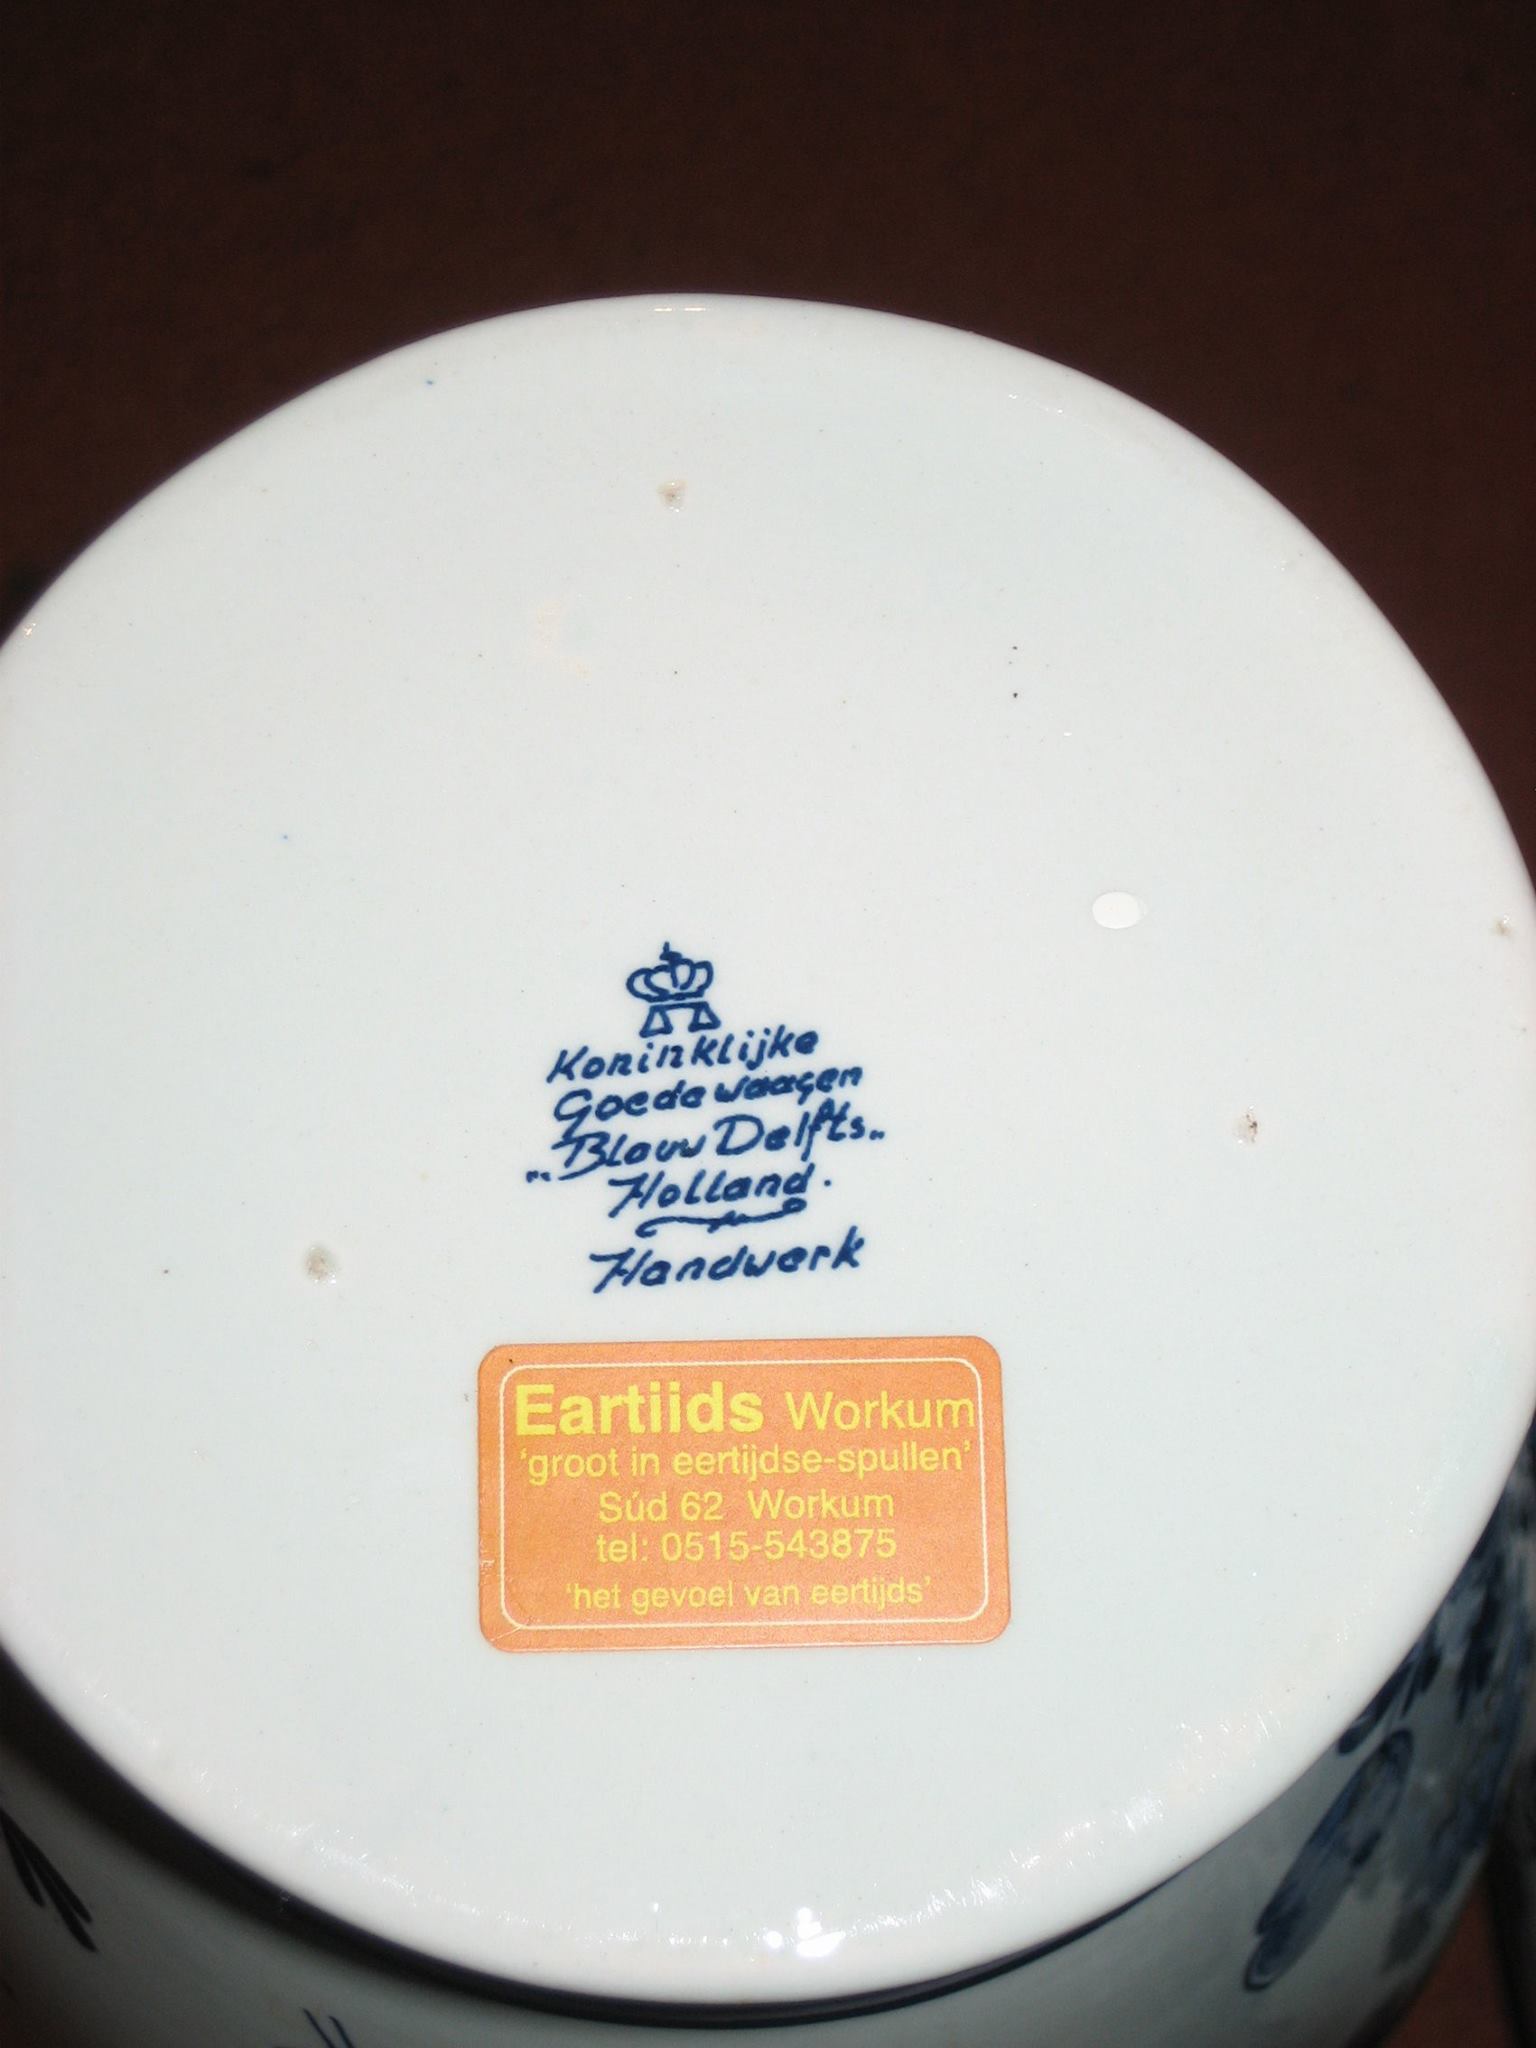 Koninklijke
Goedewaagen
"Blauw Delfts"
Holland.
Handwerk
Eartiids Workum
'groot in eertijdse-spullen'
Súd 62 Workum
tel: 0515-543875
'het gevoel van eertijds'